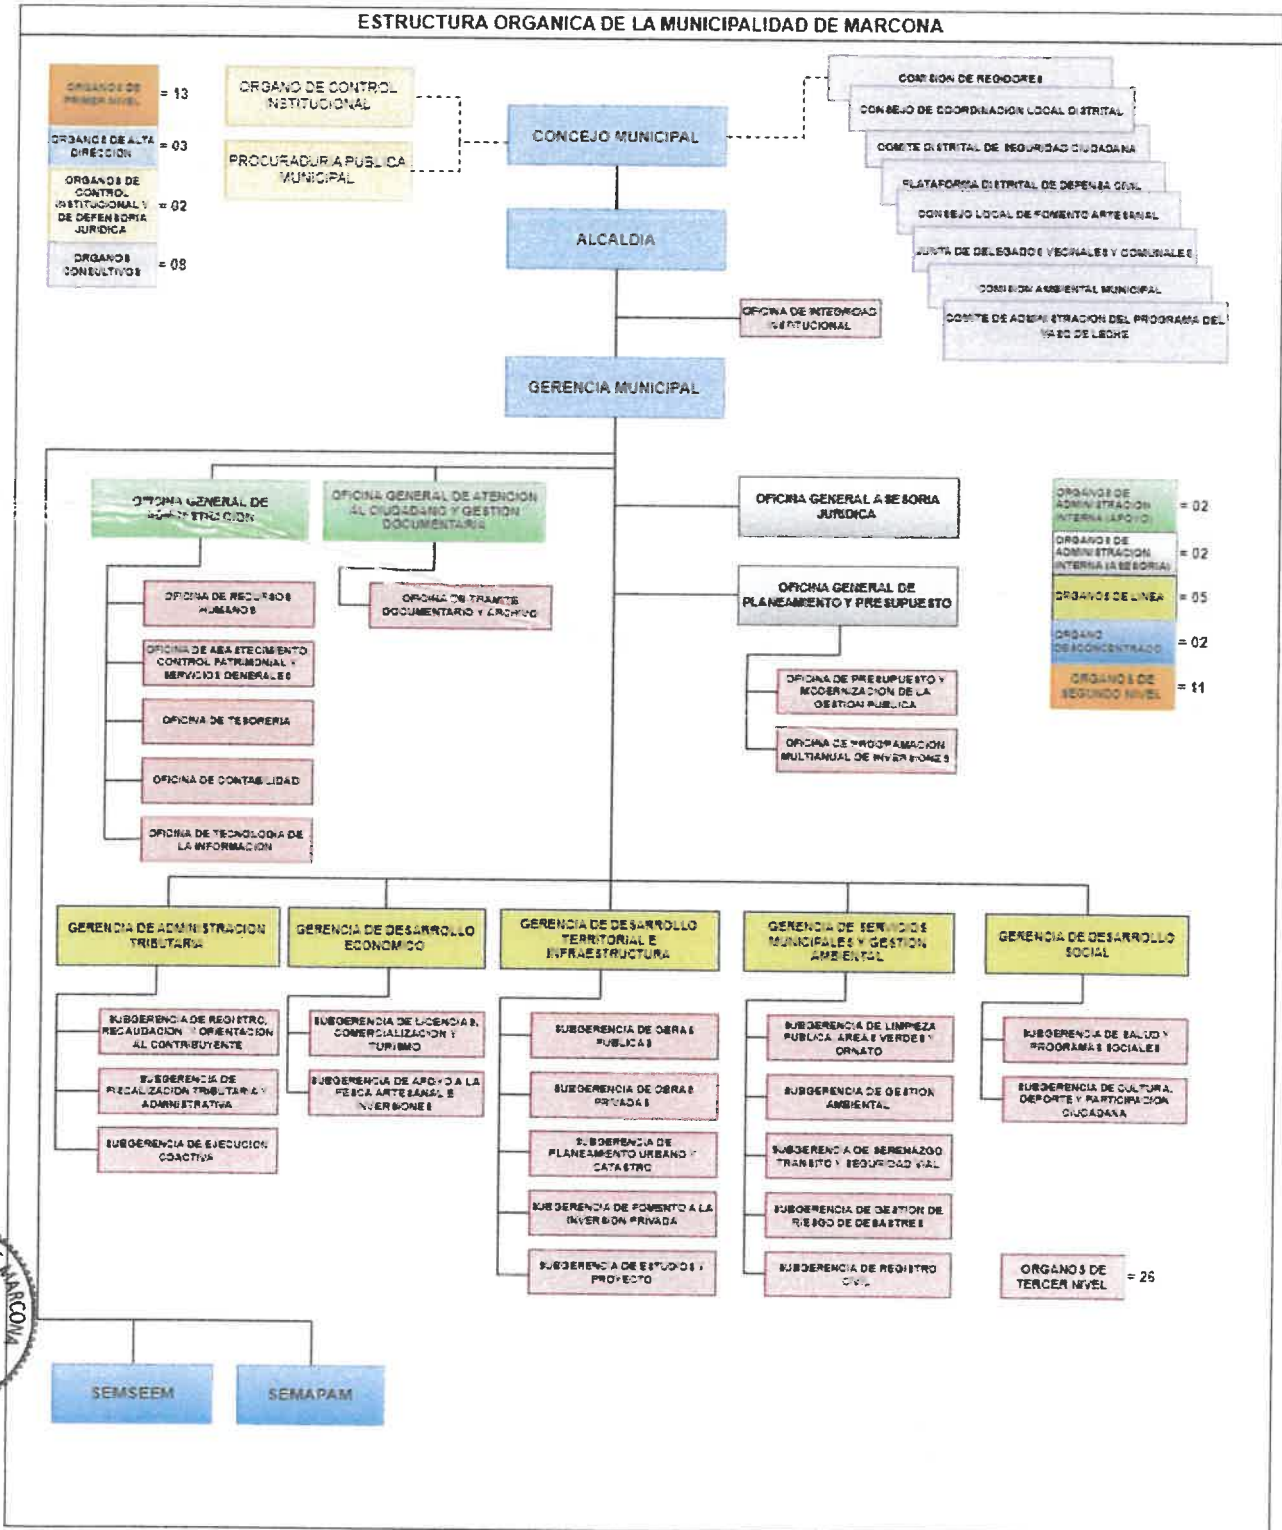 ESTRUCTURA ORGANICA DE LA MUNICIPALIDAD DE MARCONA
ORGANOS DE
PRIMER NIVEL
= 13
ORGANOS DE ALTA
DIRECCION
= 03
ORGANOS DE
CONTROL
INSTITUCIONAL Y
DE DEFENSORIA
JURIDICA
= 02
ORGANOS
CONSULTIVOS
= 08
ORGANO DE CONTROL
INSTITUCIONAL
PROCURADURIA PUBLICA
MUNICIPAL
CONCEJO MUNICIPAL
ALCALDIA
OFICINA DE INTEGRIDAD
INSTITUCIONAL
GERENCIA MUNICIPAL
COMISION DE REGIDORES
CONSEJO DE COORDINACION LOCAL DISTRITAL
COMITE DISTRITAL DE SEGURIDAD CIUDADANA
PLATAFORMA DISTRITAL DE DEFENSA CIVIL
CONSEJO LOCAL DE FOMENTO ARTESANAL
JUNTA DE DELEGADOS VECINALES Y COMUNALES
COMISION AMBIENTAL MUNICIPAL
COMITE DE ADMINISTRACION DEL PROGRAMA DEL
VASO DE LECHE
OFICINA GENERAL DE
ADMINISTRACION
OFICINA GENERAL DE ATENCION
AL CIUDADANO Y GESTION
DOCUMENTARIA
OFICINA GENERAL ASESORIA
JURIDICA
OFICINA GENERAL DE
PLANEAMIENTO Y PRESUPUESTO
ORGANOS DE
ADMINISTRACION
INTERNA (APOYO)
= 02
ORGANOS DE
ADMINISTRACION
INTERNA (ASESORIA)
= 02
ORGANOS DE LINEA
= 05
ORGANO
DESCONCENTRADO
= 02
ORGANOS DE
SEGUNDO NIVEL
= 11
OFICINA DE RECURSOS
HUMANOS
OFICINA DE ABASTECIMIENTO
CONTROL PATRIMONIAL Y
SERVICIOS GENERALES
OFICINA DE TESORERIA
OFICINA DE CONTABILIDAD
OFICINA DE TECNOLOGIA DE
LA INFORMACION
OFICINA DE TRAMITE
DOCUMENTARIO Y ARCHIVO
OFICINA DE PRESUPUESTO Y
MODERNIZACION DE LA
GESTION PUBLICA
OFICINA DE PROGRAMACION
MULTIANUAL DE INVERSIONES
GERENCIA DE ADMINISTRACION
TRIBUTARIA
GERENCIA DE DESARROLLO
ECONOMICO
GERENCIA DE DESARROLLO
TERRITORIAL E
INFRAESTRUCTURA
GERENCIA DE SERVICIOS
MUNICIPALES Y GESTION
AMBIENTAL
GERENCIA DE DESARROLLO
SOCIAL
SUBGERENCIA DE REGISTRO,
RECAUDACION Y ORIENTACION
AL CONTRIBUYENTE
SUBGERENCIA DE
FISCALIZACION TRIBUTARIA Y
ADMINISTRATIVA
SUBGERENCIA DE EJECUCION
COACTIVA
SUBGERENCIA DE LICENCIAS,
COMERCIALIZACION Y
TURISMO
SUBGERENCIA DE APOYO A LA
PESCA ARTESANAL E
INVERSIONES
SUBGERENCIA DE OBRAS
PUBLICAS
SUBGERENCIA DE OBRAS
PRIVADAS
SUBGERENCIA DE
PLANEAMIENTO URBANO Y
CATASTRO
SUBGERENCIA DE FOMENTO A LA
INVERSION PRIVADA
SUBGERENCIA DE ESTUDIOS Y
PROYECTO
SUBGERENCIA DE LIMPIEZA
PUBLICA, AREAS VERDES Y
ORNATO
SUBGERENCIA DE GESTION
AMBIENTAL
SUBGERENCIA DE SERENAZGO
TRANSITO Y SEGURIDAD VIAL
SUBGERENCIA DE GESTION DE
RIESGO DE DESASTRES
SUBGERENCIA DE REGISTRO
CIVIL
SUBGERENCIA DE SALUD Y
PROGRAMAS SOCIALES
SUBGERENCIA DE CULTURA,
DEPORTE Y PARTICIPACION
CIUDADANA
ORGANOS DE
TERCER NIVEL
= 26
MARCONA
SEMSEEM
SEMAPAM